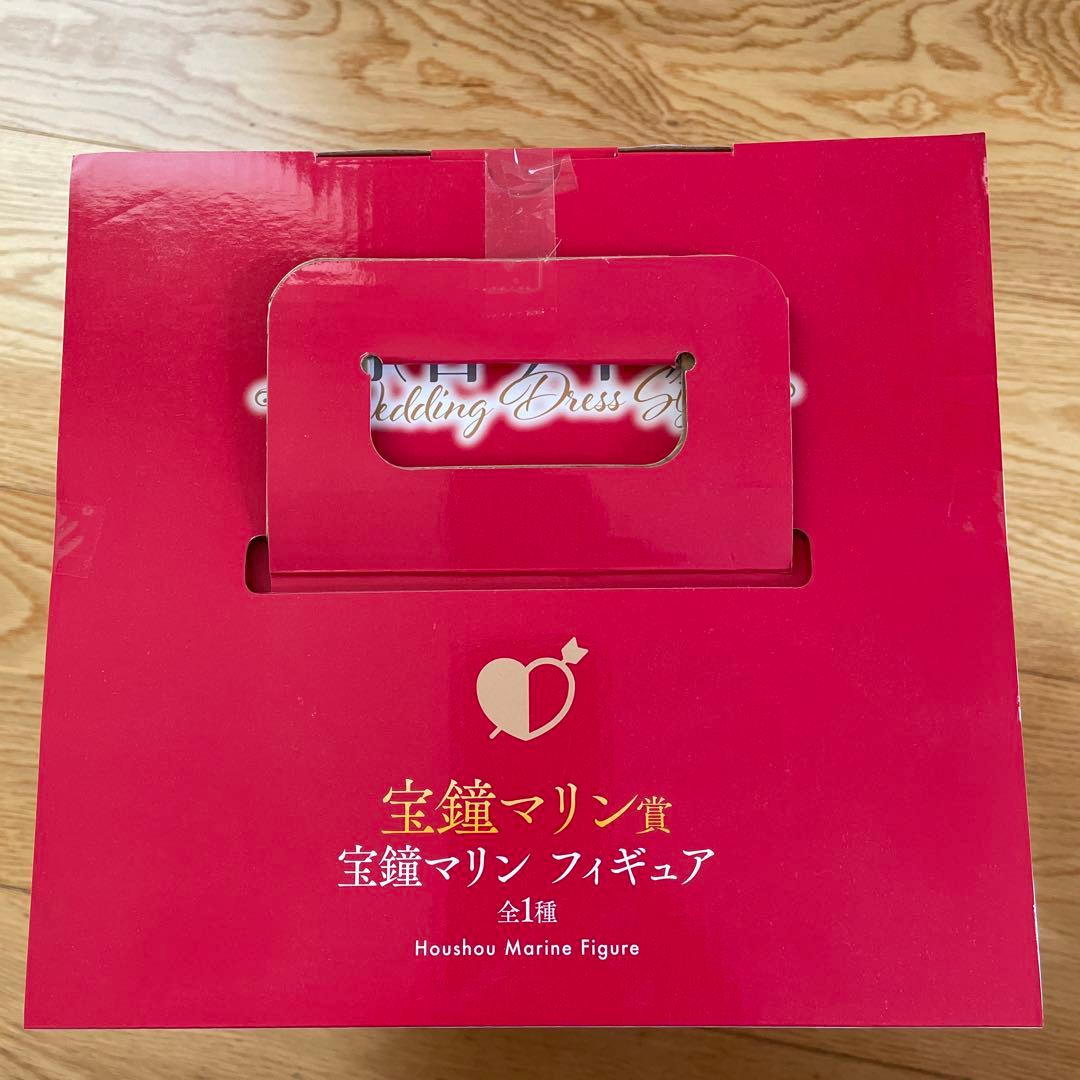 Wedding Dress
宝鐘マリン賞
宝鐘マリン フィギュア
全1種
Houshou Marine Figure